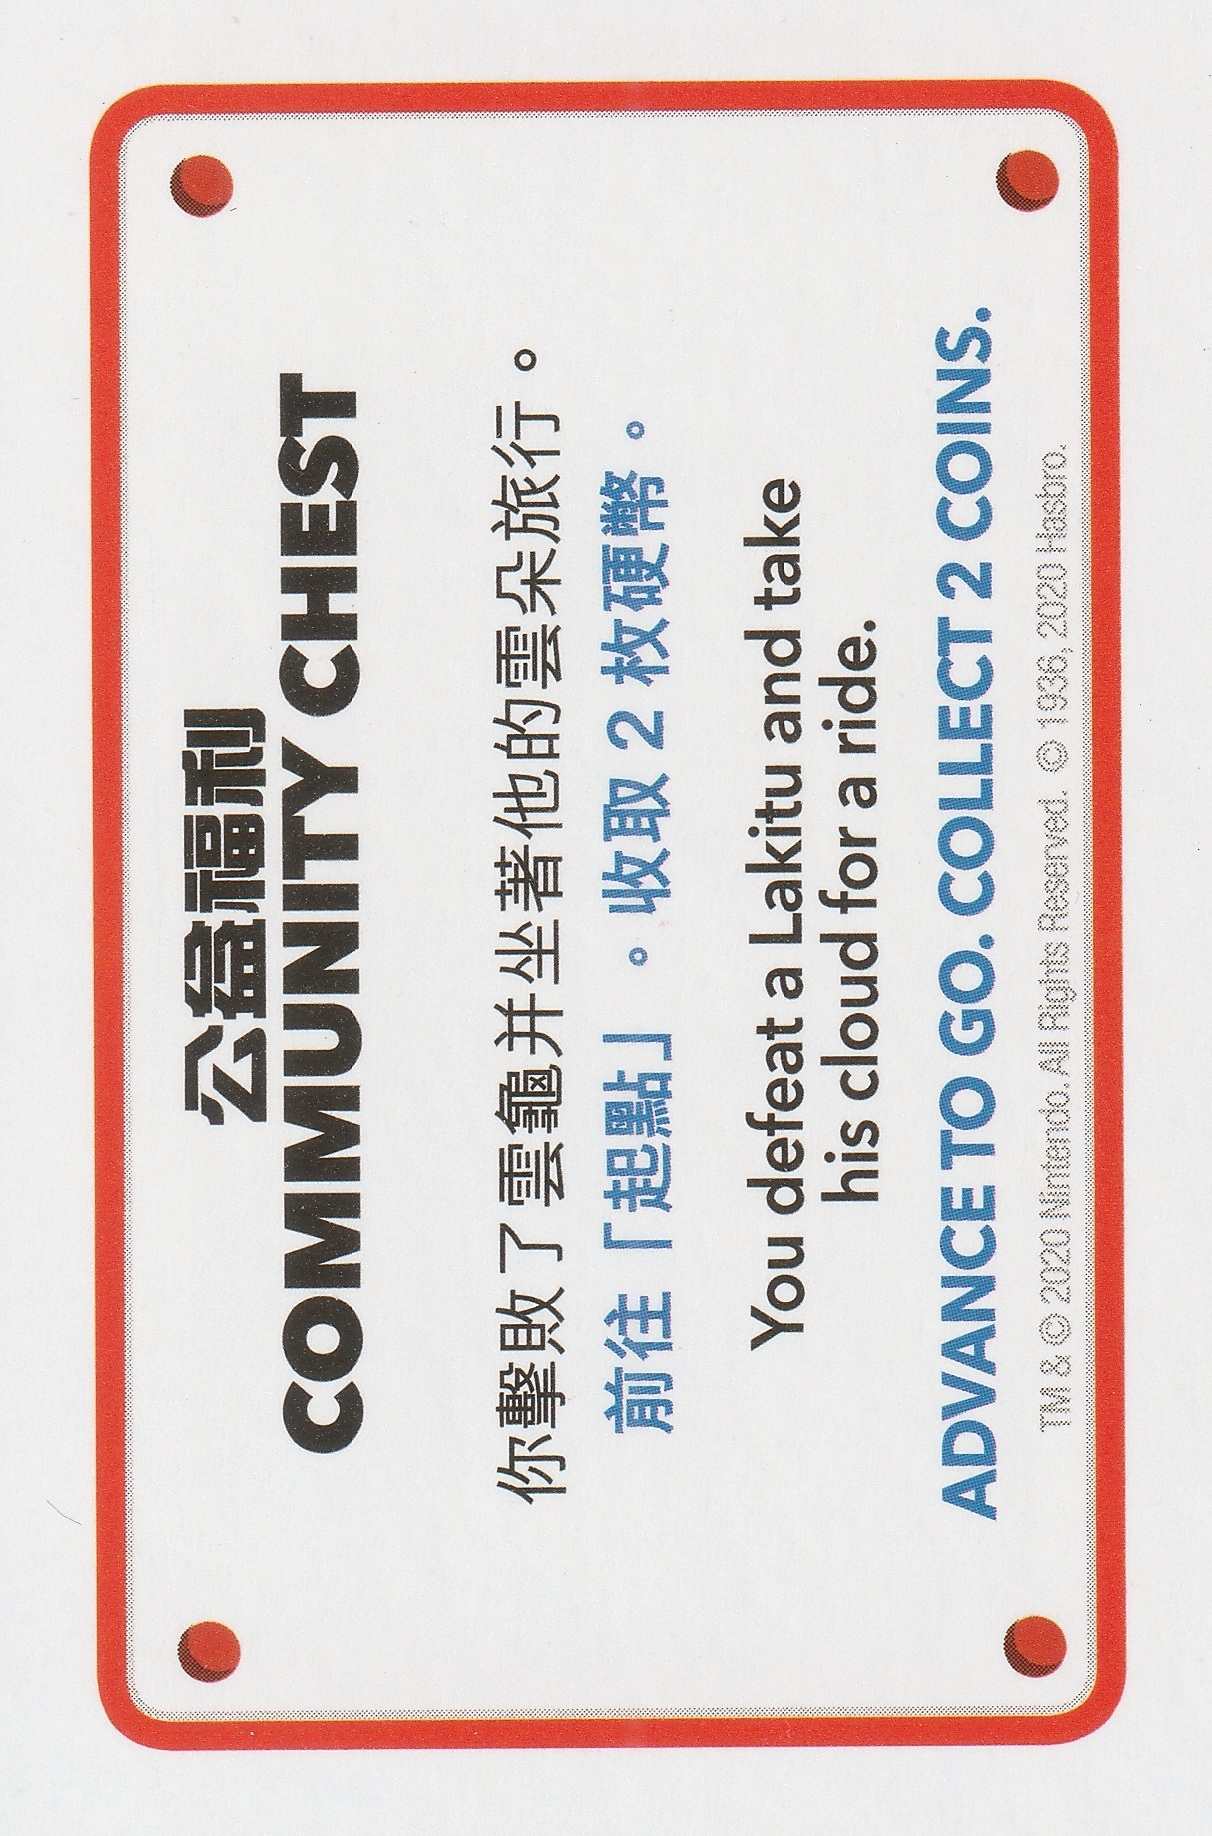 公益福利
COMMUNITY CHEST
你擊敗了雲龜并坐著他的雲朵旅行。
前往「起點」。收取 2 枚硬幣。
You defeat a Lakitu and take
his cloud for a ride.
ADVANCE TO GO. COLLECT 2 COINS.
TM & © 2020 Nintendo. All Rights Reserved. © 1936, 2020 Hasbro.